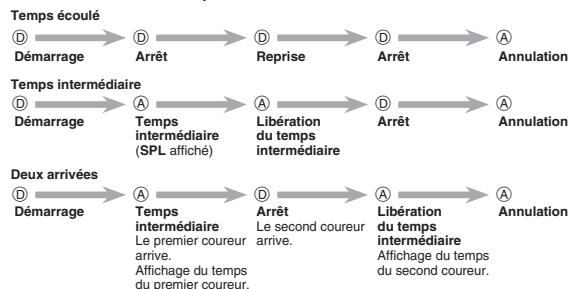 Temps écoulé
Ⓓ Ⓓ Ⓓ Ⓓ Ⓐ
Démarrage Arrêt Reprise Arrêt Annulation
Temps intermédiaire
Ⓓ Ⓐ Ⓐ Ⓓ Ⓐ
Démarrage Temps Libération Arrêt Annulation
intermédiaire du temps
(SPL affiché) intermédiaire
Deux arrivées
Ⓓ Ⓐ Ⓓ Ⓐ Ⓐ
Démarrage Temps Arrêt Libération Annulation
intermédiaire Le second coureur du temps
Le premier coureur arrive. intermédiaire
arrive. Affichage du temps
Affichage du temps du second coureur.
du premier coureur.